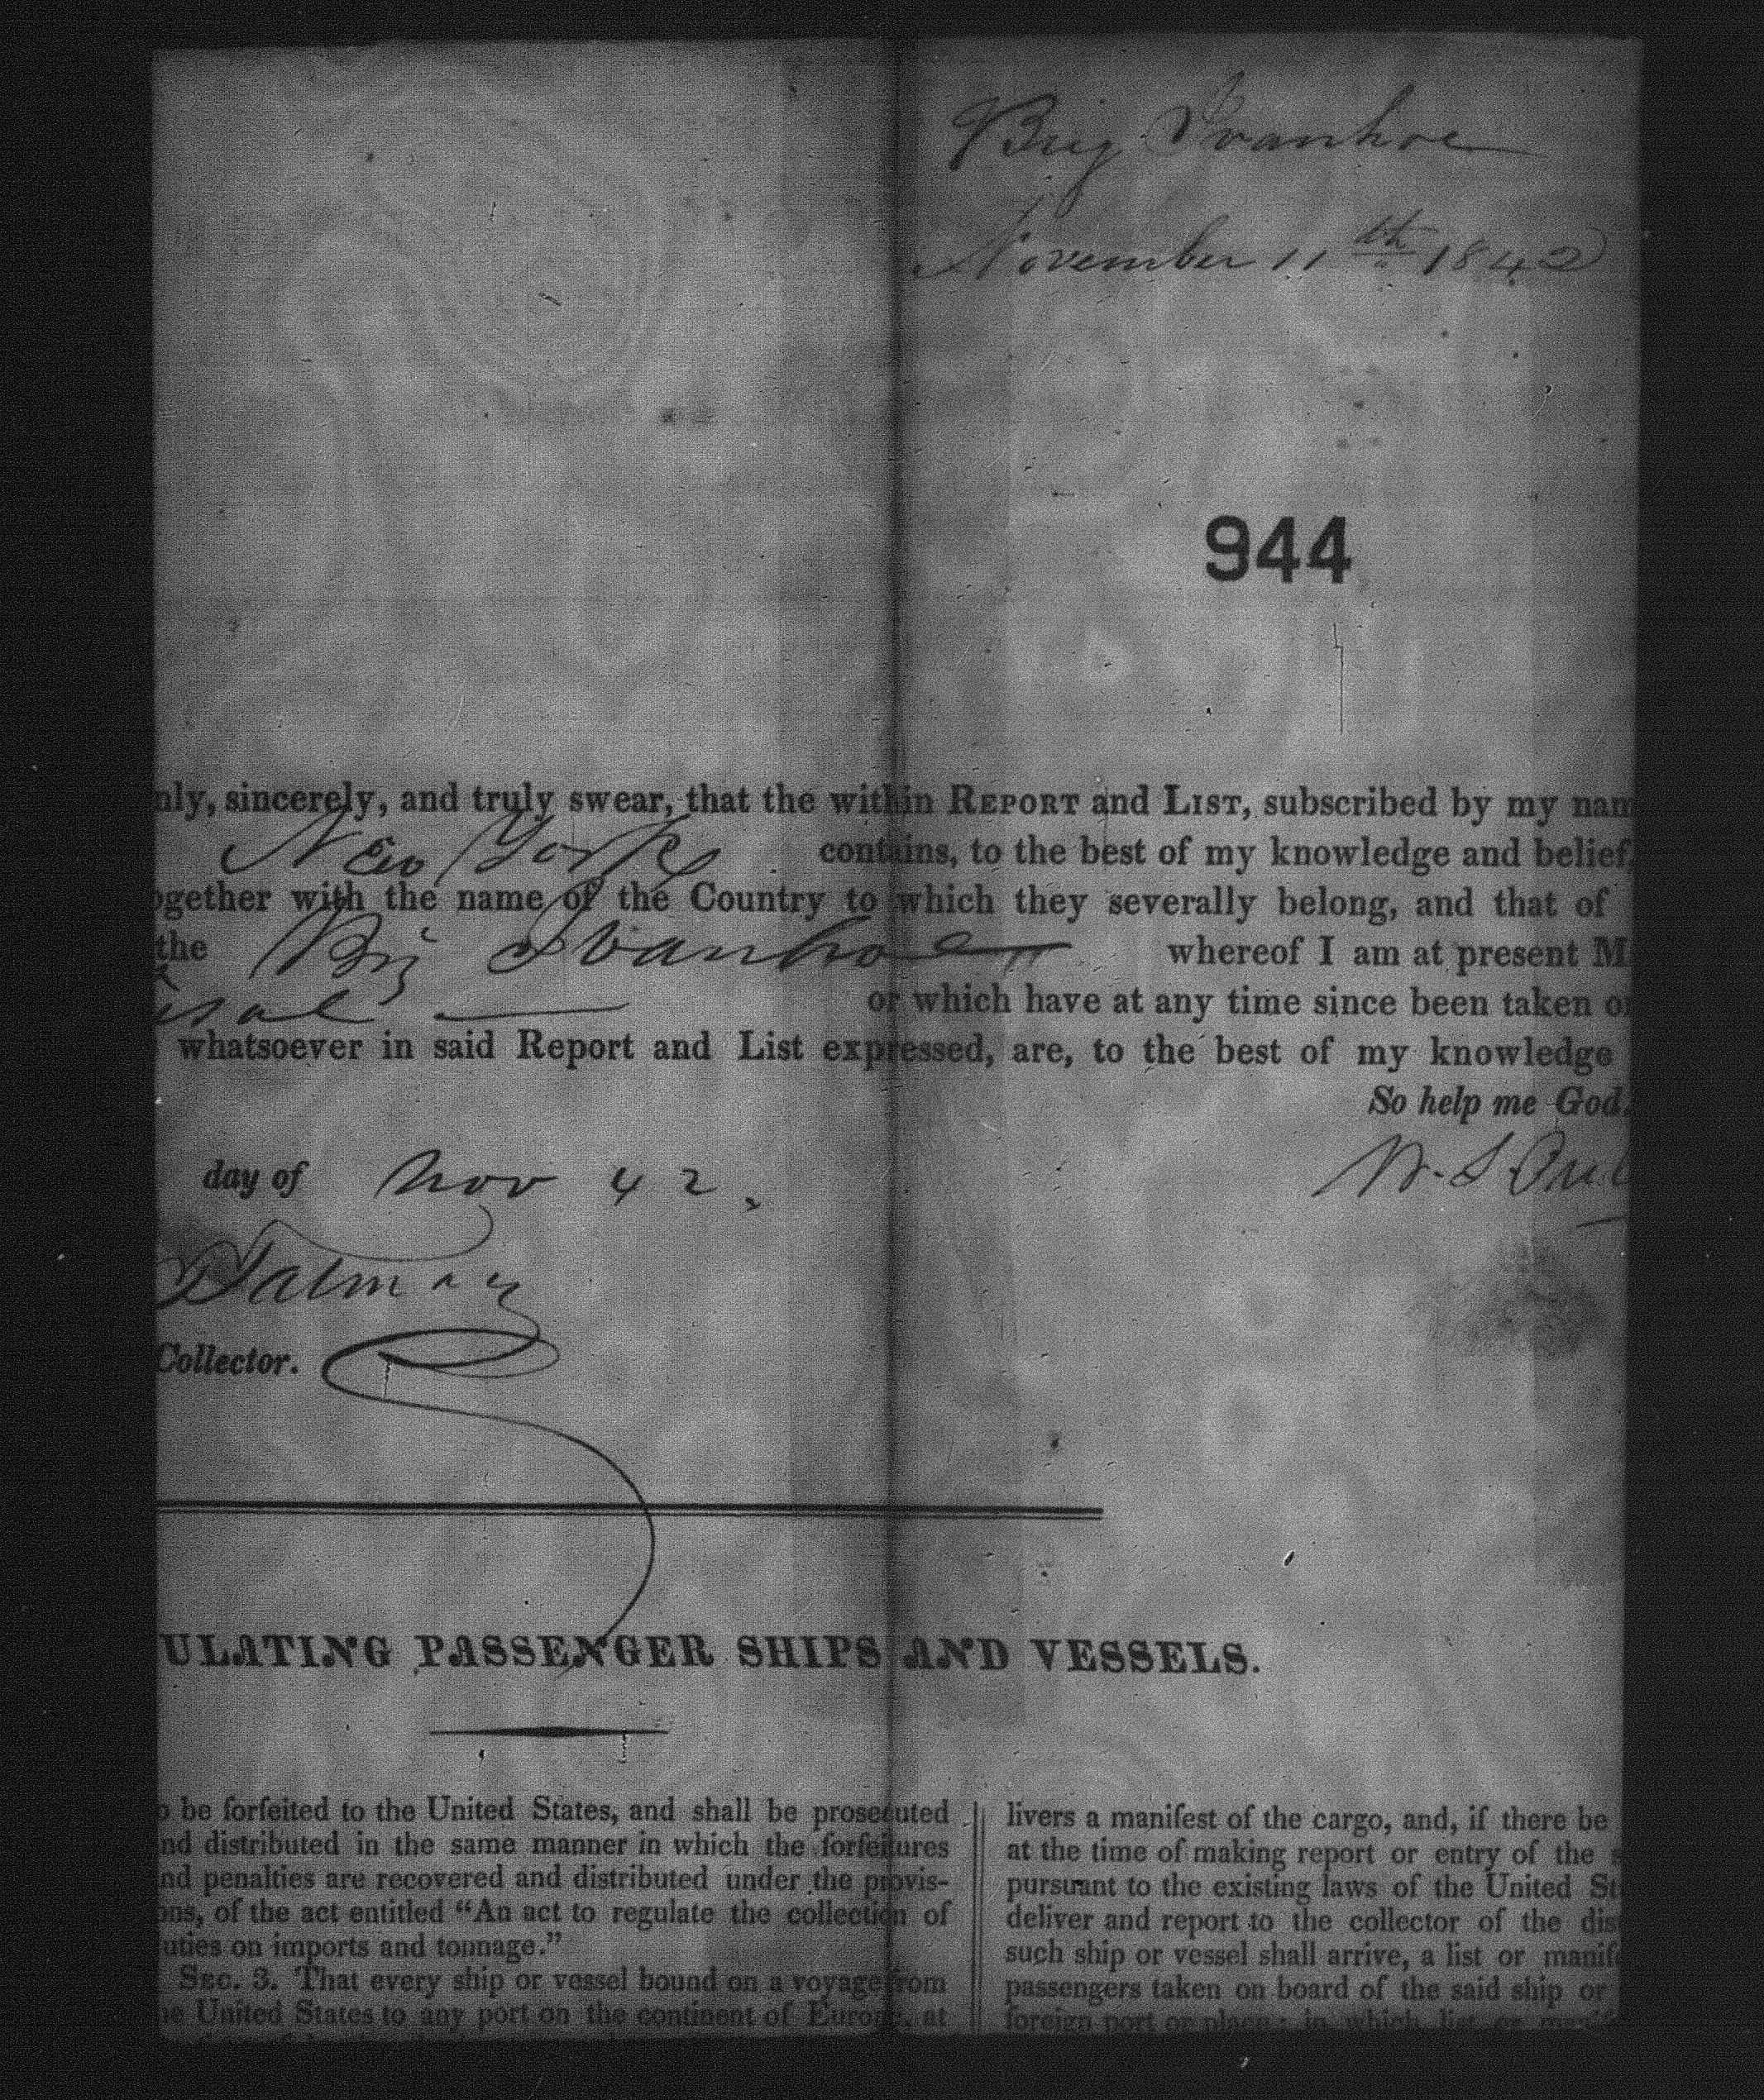 Brig Ivanhoe
November 11th 1842
944
nly, sincerely, and truly swear, that the within REPORT and LIST, subscribed by my nam
New York contains, to the best of my knowledge and belief,
ogether with the name of the Country to which they severally belong, and that of
the Brig Ivanhoe whereof I am at present M
or which have at any time since been taken o
whatsoever in said Report and List expressed, are, to the best of my knowledge
So help me God.
day of Nov 42.
W. S.
Collector.
ULATING PASSENGER SHIPS AND VESSELS.
o be forfeited to the United States, and shall be prosecuted
nd distributed in the same manner in which the forfeitures
nd penalties are recovered and distributed under the provis-
ons, of the act entitled “An act to regulate the collection of
uties on imports and tonnage.”
SEC. 3. That every ship or vessel bound on a voyage from
he United States to any port on the continent of Europe, at
livers a manifest of the cargo, and, if there be
at the time of making report or entry of the s
pursuant to the existing laws of the United St
deliver and report to the collector of the dis
such ship or vessel shall arrive, a list or manif
passengers taken on board of the said ship or
foreign port or place; in which list or manif